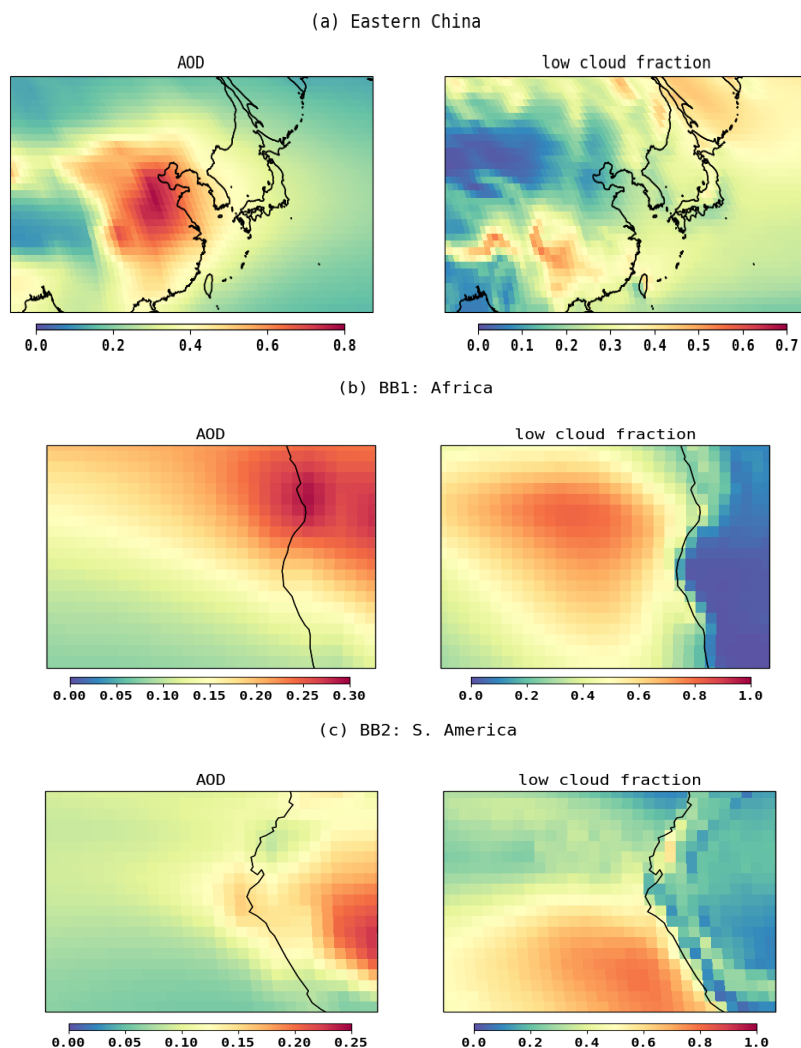 (a) Eastern China
AOD
low cloud fraction
0.0 0.2 0.4 0.6 0.8
0.0 0.1 0.2 0.3 0.4 0.5 0.6 0.7
(b) BB1: Africa
AOD
low cloud fraction
0.00 0.05 0.10 0.15 0.20 0.25 0.30
0.0 0.2 0.4 0.6 0.8 1.0
(c) BB2: S. America
AOD
low cloud fraction
0.00 0.05 0.10 0.15 0.20 0.25
0.0 0.2 0.4 0.6 0.8 1.0